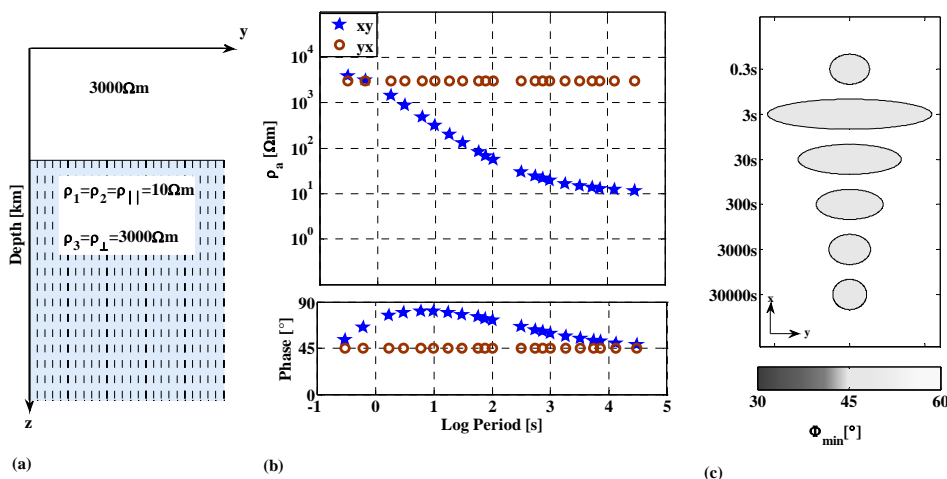 y
3000Ωm
ρ1=ρ2=ρ||=10Ωm
ρ3=ρ⊥=3000Ωm
Depth [km]
z
(a)
(b)
xy
yx
10^4
10^3
10^2
10^1
10^0
ρa [Ωm]
90
45
0
Phase [°]
-1 0 1 2 3 4 5
Log Period [s]
(c)
0.3s
3s
30s
300s
3000s
30000s
x
y
30 45 60
Φmin[°]